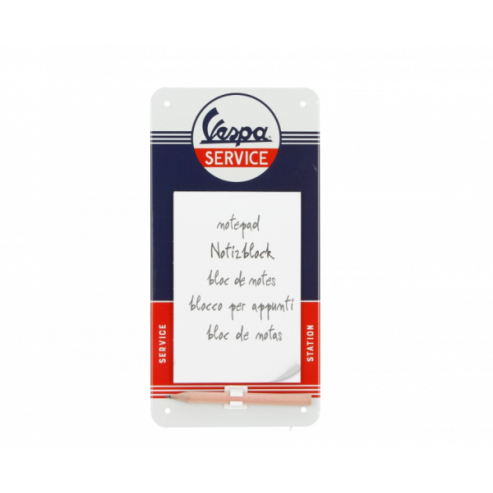 Vespa
SERVICE
notepad
Notizblock
bloc de notes
blocco per appunti
bloc de notas
SERVICE
STATION